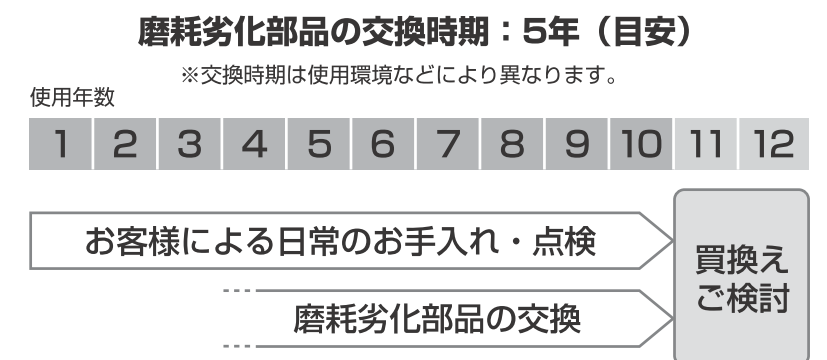 磨耗劣化部品の交換時期：5年（目安）
※交換時期は使用環境などにより異なります。
使用年数
1 2 3 4 5 6 7 8 9 10 11 12
お客様による日常のお手入れ・点検
磨耗劣化部品の交換
買換え
ご検討